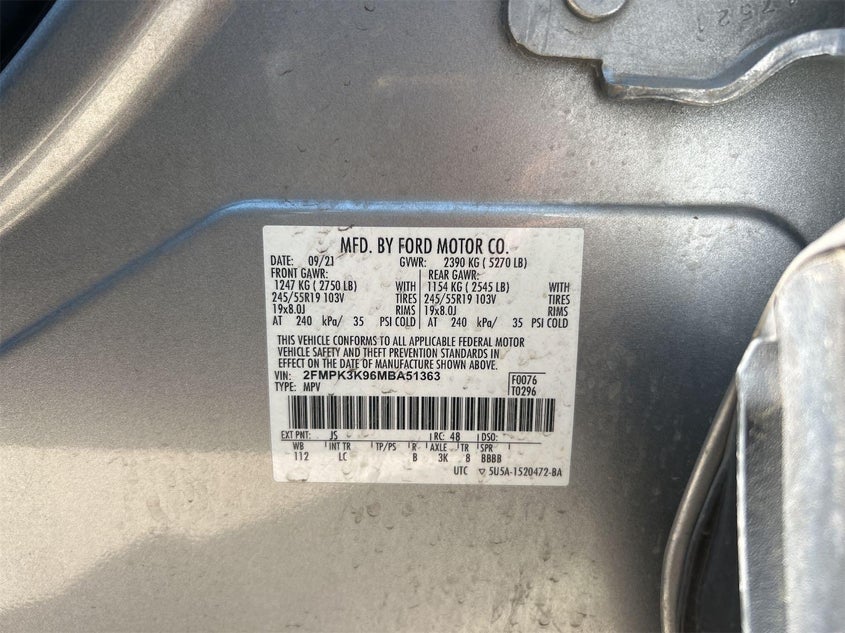 17521
MFD. BY FORD MOTOR CO.
DATE: 09/21 GVWR: 2390 KG ( 5270 LB)
FRONT GAWR: REAR GAWR:
1247 KG ( 2750 LB) WITH 1154 KG ( 2545 LB) WITH
245/55R19 103V TIRES 245/55R19 103V TIRES
19x8.0J RIMS 19x8.0J RIMS
AT 240 kPa/ 35 PSI COLD AT 240 kPa/ 35 PSI COLD
THIS VEHICLE CONFORMS TO ALL APPLICABLE FEDERAL MOTOR
VEHICLE SAFETY AND THEFT PREVENTION STANDARDS IN
EFFECT ON THE DATE OF MANUFACTURE SHOWN ABOVE.
VIN: 2FMPK3K96MBA51363 F0076
TYPE: MPV T0296
EXT PNT: JS RC: 48 DSO:
WB INT TR TP/PS R AXLE TR SPR
112 LC B 3K 8 BBBB
UTC ▽ 5U5A-1520472-BA